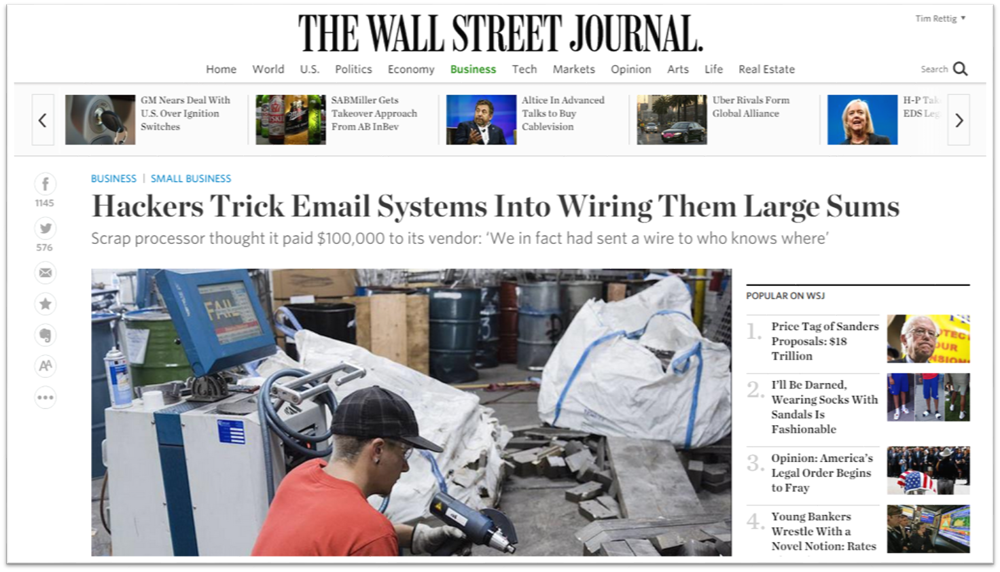 THE WALL STREET JOURNAL.
Tim Rettig
Home World U.S. Politics Economy Business Tech Markets Opinion Arts Life Real Estate
Search
GM Nears Deal With
U.S. Over Ignition
Switches
SABMiller Gets
Takeover Approach
From AB InBev
Altice In Advanced
Talks to Buy
Cablevision
Uber Rivals Form
Global Alliance
H-P
EDS
BUSINESS | SMALL BUSINESS
Hackers Trick Email Systems Into Wiring Them Large Sums
Scrap processor thought it paid $100,000 to its vendor: ‘We in fact had sent a wire to who knows where’
1145
576
AA
FAIL
3
POPULAR ON WSJ
1. Price Tag of Sanders
Proposals: $18
Trillion
2. I’ll Be Darned,
Wearing Socks With
Sandals Is
Fashionable
3. Opinion: America’s
Legal Order Begins
to Fray
4. Young Bankers
Wrestle With a
Novel Notion: Rates